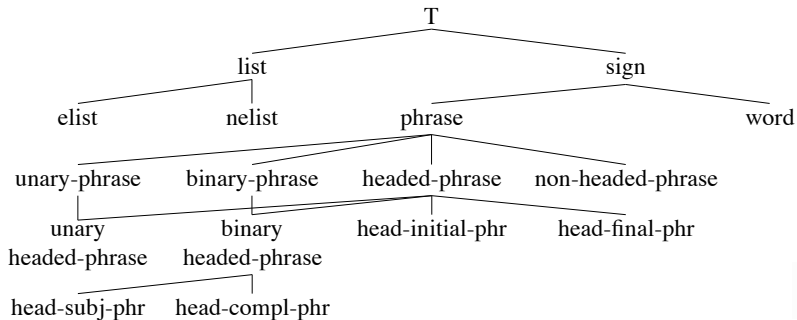 T
list sign
elist nelist phrase word
unary-phrase binary-phrase headed-phrase non-headed-phrase
unary binary head-initial-phr head-final-phr
headed-phrase headed-phrase
head-subj-phr head-compl-phr